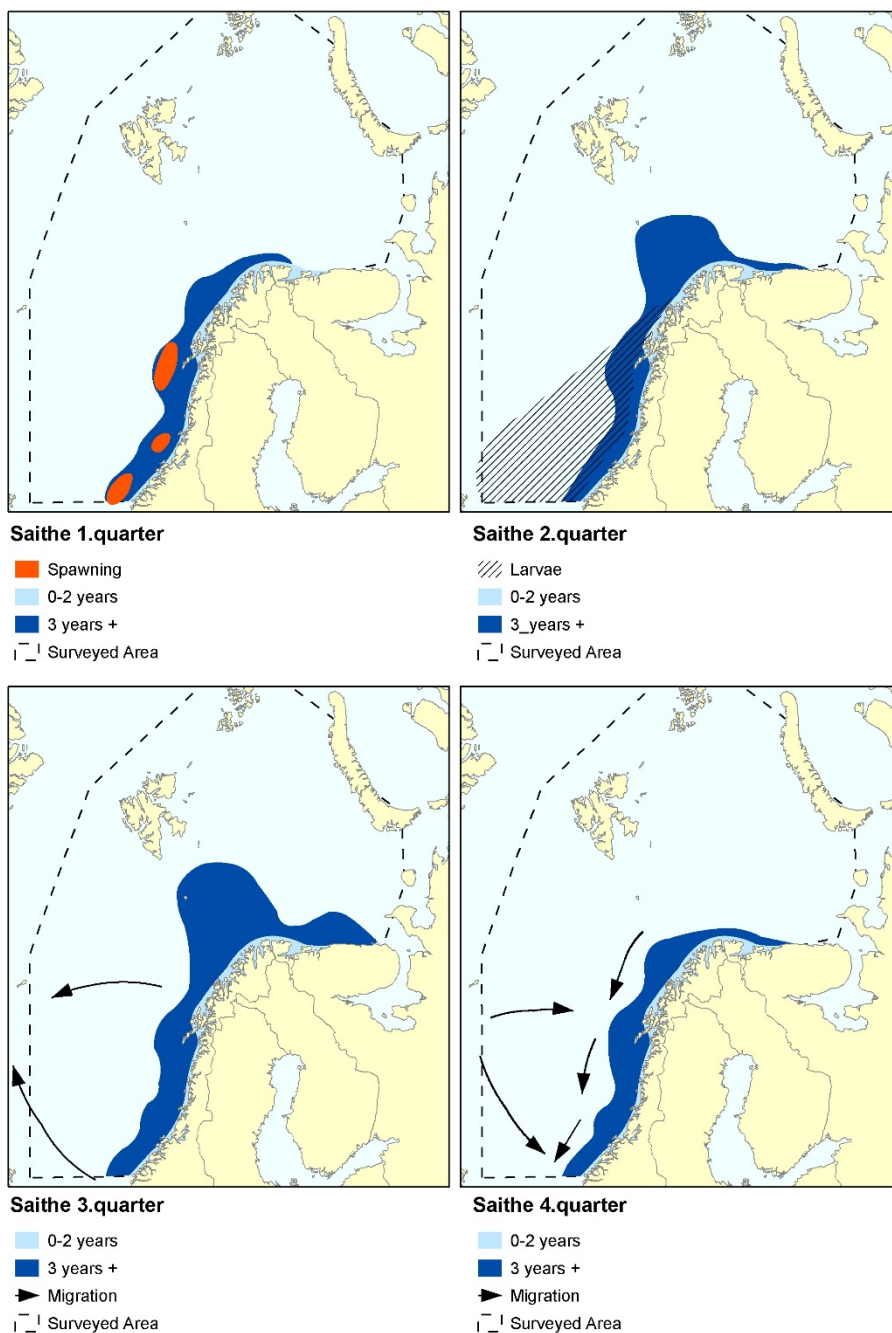 Saithe 1.quarter
Spawning
0-2 years
3 years +
Surveyed Area
Saithe 2.quarter
Larvae
0-2 years
3_years +
Surveyed Area
Saithe 3.quarter
0-2 years
3 years +
Migration
Surveyed Area
Saithe 4.quarter
0-2 years
3 years +
Migration
Surveyed Area